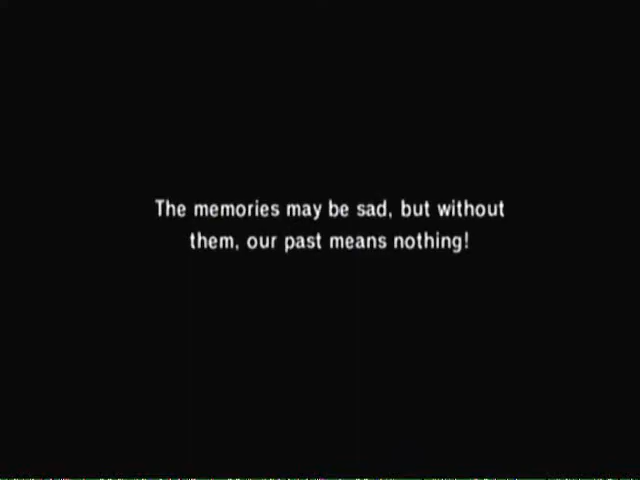 The memories may be sad, but without
them, our past means nothing!